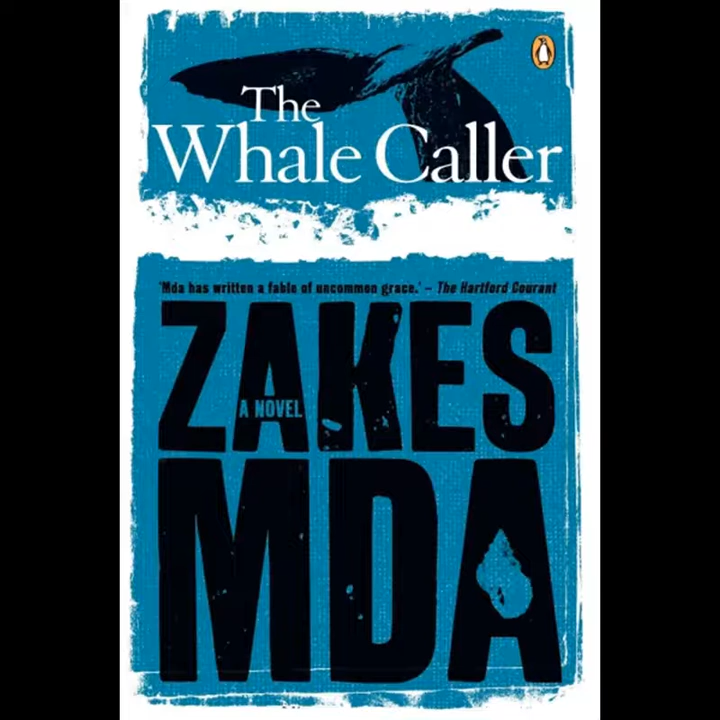 The
Whale Caller
'Mda has written a fable of uncommon grace.' – The Hartford Courant
ZAKES
A NOVEL
MDA